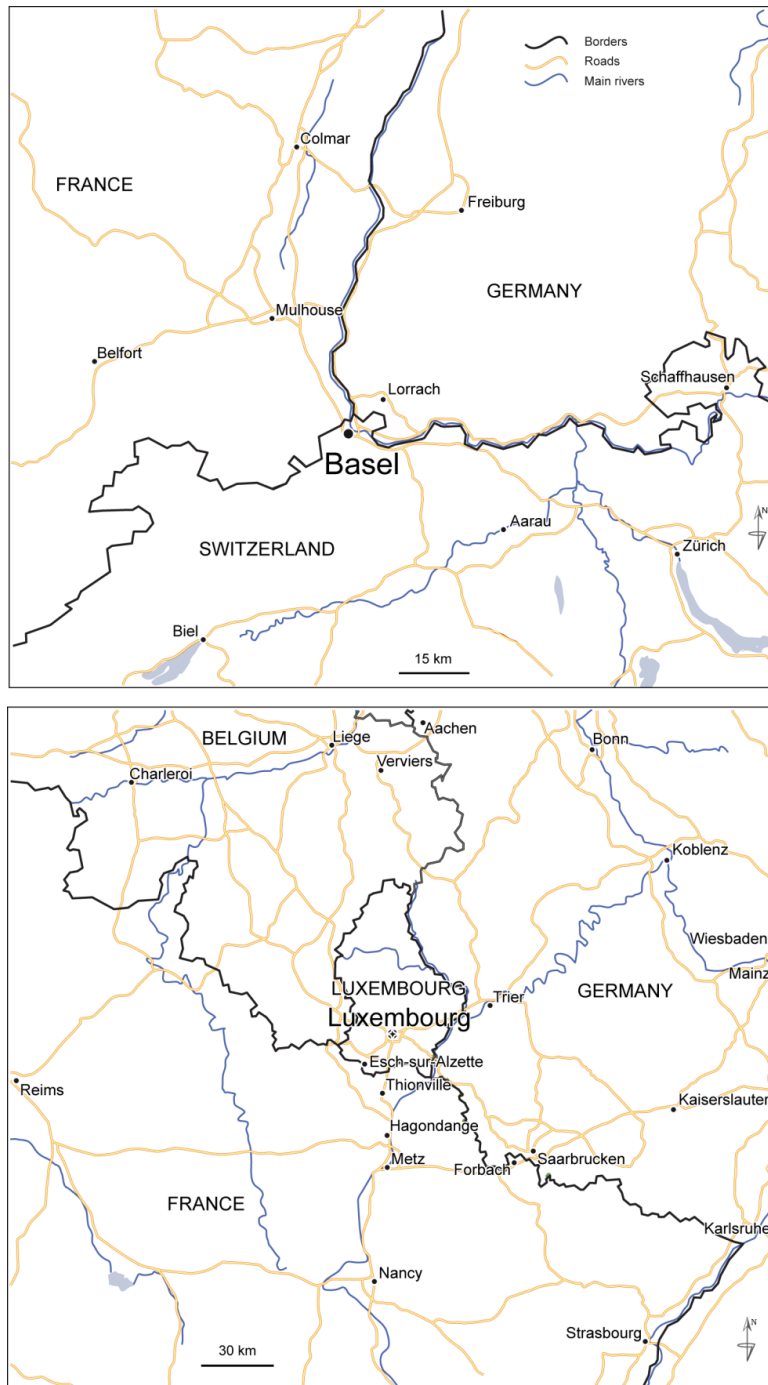 Borders
Roads
Main rivers
Colmar
FRANCE
Freiburg
GERMANY
Mulhouse
Belfort
Schaffhausen
Lorrach
Basel
N
Aarau
SWITZERLAND
Zürich
Biel
15 km
BELGIUM
Liege
Aachen
Bonn
Verviers
Charleroi
Koblenz
Wiesbaden
Mainz
LUXEMBOURG
GERMANY
Trier
Luxembourg
Esch-sur-Alzette
Reims
Thionville
Kaiserslauter
Hagondange
Metz
Forbach
Saarbrucken
FRANCE
Karlsruhe
Nancy
N
Strasbourg
30 km